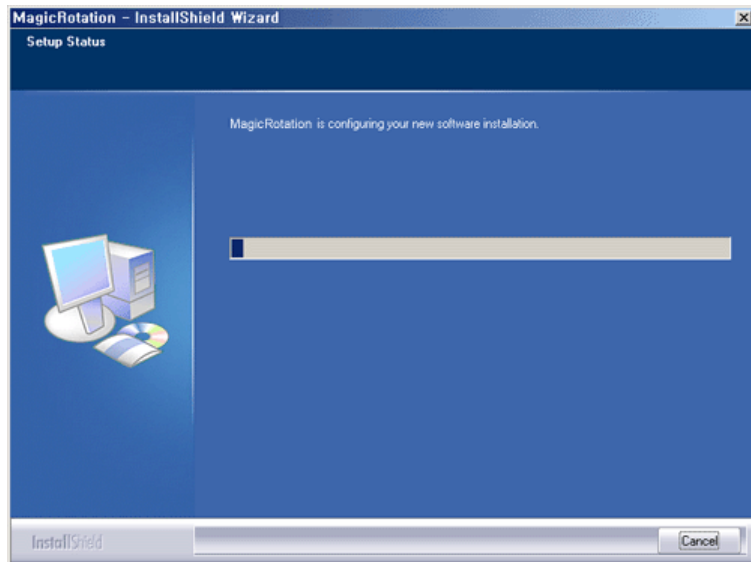 MagicRotation - InstallShield Wizard
Setup Status
MagicRotation is configuring your new software installation.
InstallShield
Cancel